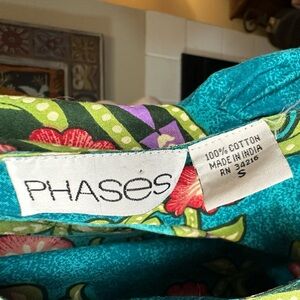 PHASES
100% COTTON
MADE IN INDIA
RN 34216
S